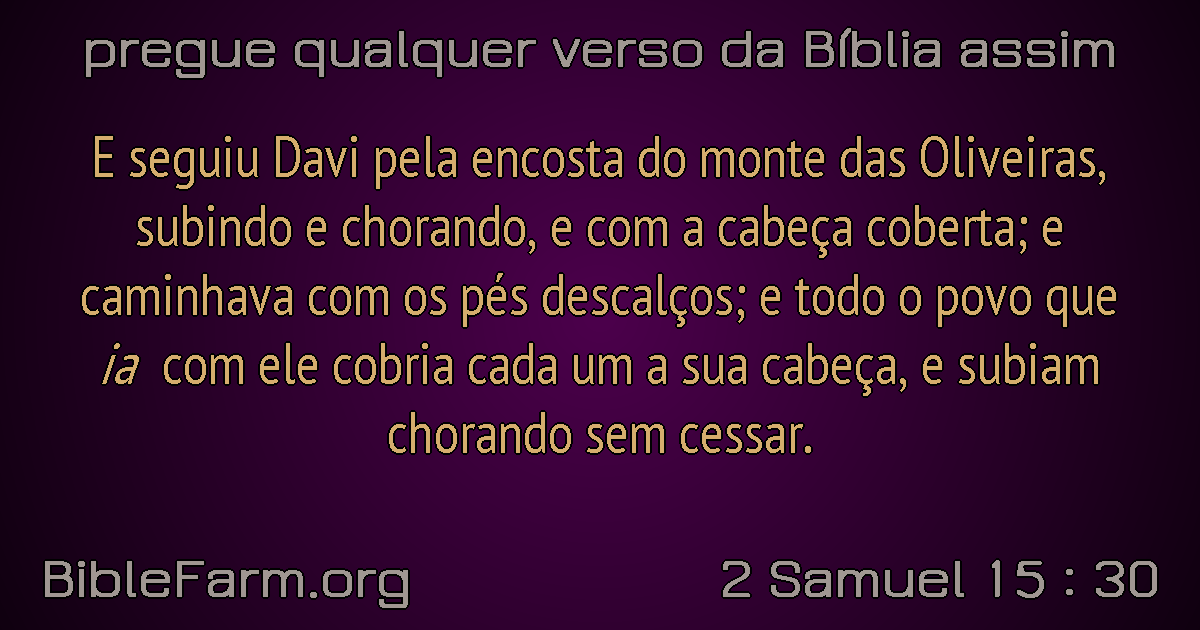 pregue qualquer verso da Bíblia assim
E seguiu Davi pela encosta do monte das Oliveiras,
subindo e chorando, e com a cabeça coberta; e
caminhava com os pés descalços; e todo o povo que
ia com ele cobria cada um a sua cabeça, e subiam
chorando sem cessar.
BibleFarm.org
2 Samuel 15 : 30